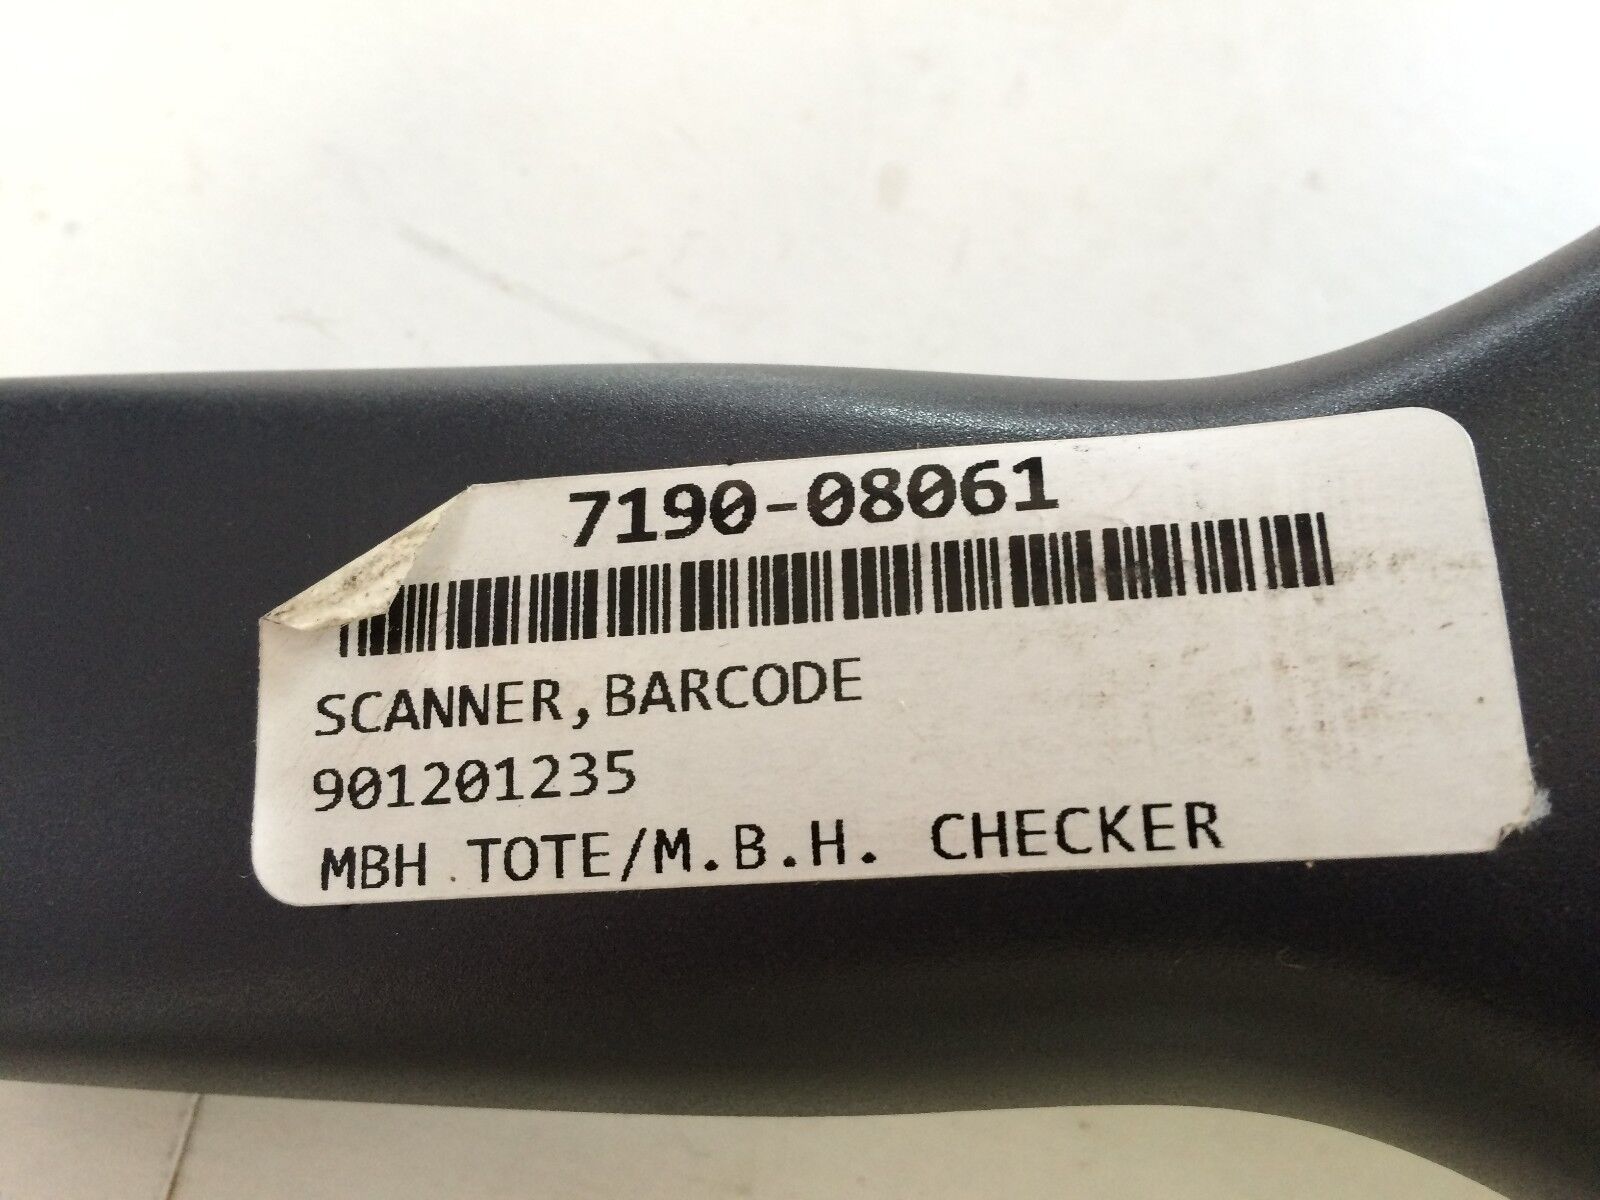 7190-08061
SCANNER,BARCODE
901201235
MBH TOTE/M.B.H. CHECKER